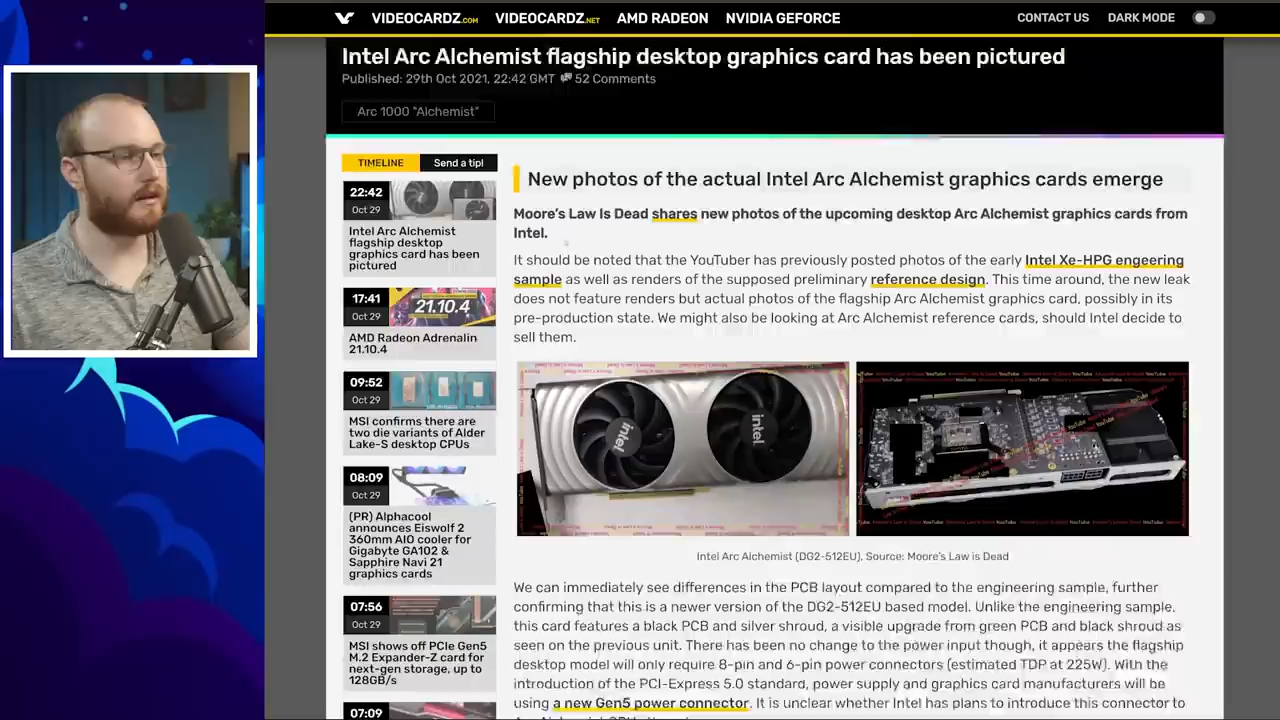 VIDEOCARDZ.COM
VIDEOCARDZ.NET
AMD RADEON
NVIDIA GEFORCE
CONTACT US
DARK MODE
Intel Arc Alchemist flagship desktop graphics card has been pictured
Published: 29th Oct 2021, 22:42 GMT 52 Comments
Arc 1000 "Alchemist"
TIMELINE
Send a tip!
22:42
Oct 29
Intel Arc Alchemist
flagship desktop
graphics card has been
pictured
17:41
Oct 29
21.10.4
AMD Radeon Adrenalin
21.10.4
09:52
Oct 29
MSI confirms there are
two die variants of Alder
Lake-S desktop CPUs
08:09
Oct 29
(PR) Alphacool
announces Eiswolf 2
360mm AIO cooler for
Gigabyte GA102 &
Sapphire Navi 21
graphics cards
07:56
Oct 29
MSI shows off PCIe Gen5
M.2 Expander-Z card for
next-gen storage, up to
128GB/s
07:09
New photos of the actual Intel Arc Alchemist graphics cards emerge
Moore's Law Is Dead shares new photos of the upcoming desktop Arc Alchemist graphics cards from
Intel.
It should be noted that the YouTuber has previously posted photos of the early Intel Xe-HPG engeering
sample as well as renders of the supposed preliminary reference design. This time around, the new leak
does not feature renders but actual photos of the flagship Arc Alchemist graphics card, possibly in its
pre-production state. We might also be looking at Arc Alchemist reference cards, should Intel decide to
sell them.
intel
intel
Intel Arc Alchemist (DG2-512EU), Source: Moore's Law is Dead
We can immediately see differences in the PCB layout compared to the engineering sample, further
confirming that this is a newer version of the DG2-512EU based model. Unlike the engineering sample,
this card features a black PCB and silver shroud, a visible upgrade from green PCB and black shroud as
seen on the previous unit. There has been no change to the power input though, it appears the flagship
desktop model will only require 8-pin and 6-pin power connectors (estimated TDP at 225W). With the
introduction of the PCI-Express 5.0 standard, power supply and graphics card manufacturers will be
using a new Gen5 power connector. It is unclear whether Intel has plans to introduce this connector to